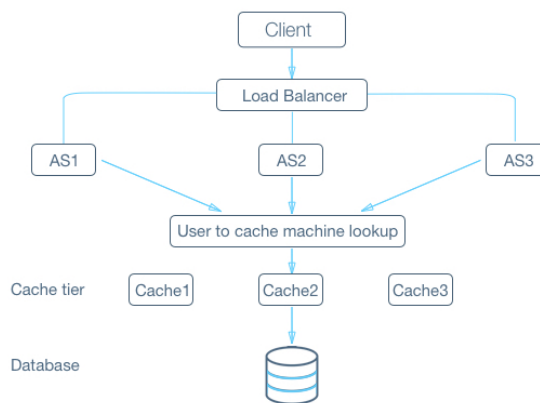 Client
Load Balancer
AS1
AS2
AS3
User to cache machine lookup
Cache tier
Cache1
Cache2
Cache3
Database